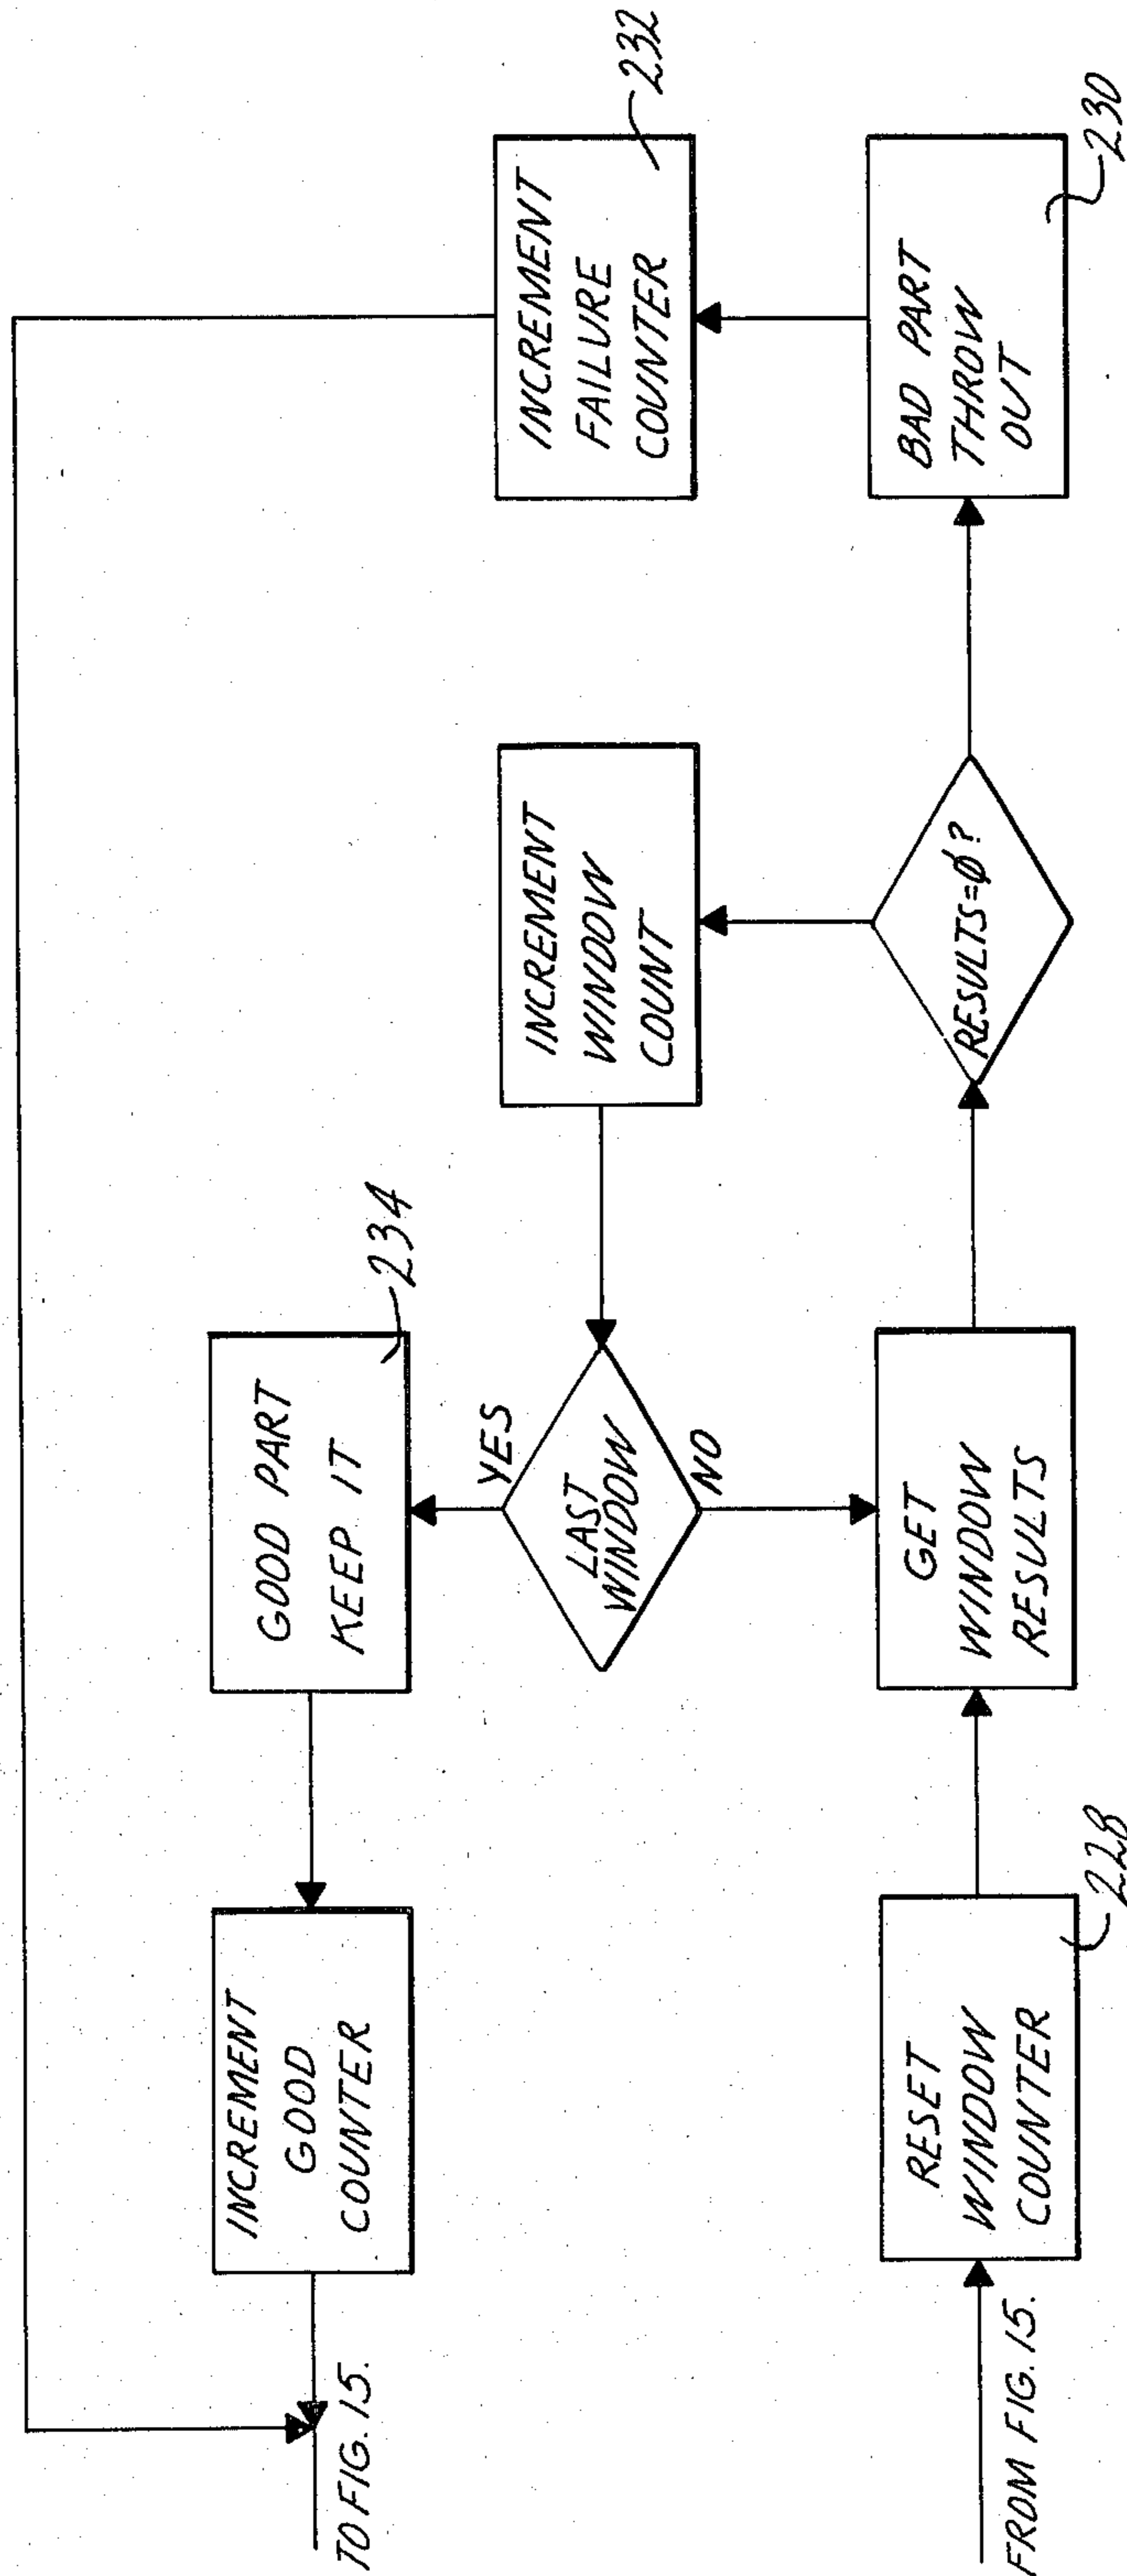 INCREMENT
GOOD
COUNTER
GOOD PART
KEEP IT
234
TO FIG. 15.
YES
LAST
WINDOW
NO
INCREMENT
WINDOW
COUNT
INCREMENT
FAILURE
COUNTER
232
FROM FIG. 15.
RESET
WINDOW
COUNTER
228
GET
WINDOW
RESULTS
RESULTS=ø?
BAD PART
THROW
OUT
230